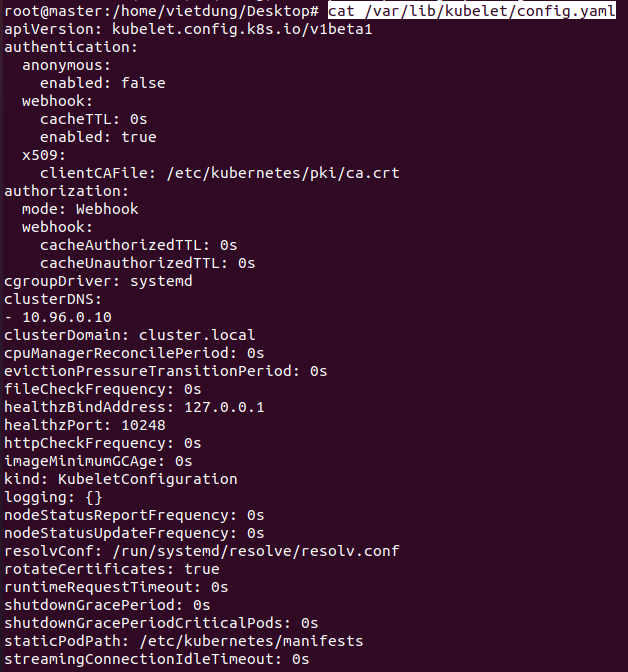 root@master:/home/vietdung/Desktop# cat /var/lib/kubelet/config.yaml
apiVersion: kubelet.config.k8s.io/v1beta1
authentication:
  anonymous:
    enabled: false
  webhook:
    cacheTTL: 0s
    enabled: true
  x509:
    clientCAFile: /etc/kubernetes/pki/ca.crt
authorization:
  mode: Webhook
  webhook:
    cacheAuthorizedTTL: 0s
    cacheUnauthorizedTTL: 0s
cgroupDriver: systemd
clusterDNS:
- 10.96.0.10
clusterDomain: cluster.local
cpuManagerReconcilePeriod: 0s
evictionPressureTransitionPeriod: 0s
fileCheckFrequency: 0s
healthzBindAddress: 127.0.0.1
healthzPort: 10248
httpCheckFrequency: 0s
imageMinimumGCAge: 0s
kind: KubeletConfiguration
logging: {}
nodeStatusReportFrequency: 0s
nodeStatusUpdateFrequency: 0s
resolvConf: /run/systemd/resolve/resolv.conf
rotateCertificates: true
runtimeRequestTimeout: 0s
shutdownGracePeriod: 0s
shutdownGracePeriodCriticalPods: 0s
staticPodPath: /etc/kubernetes/manifests
streamingConnectionIdleTimeout: 0s